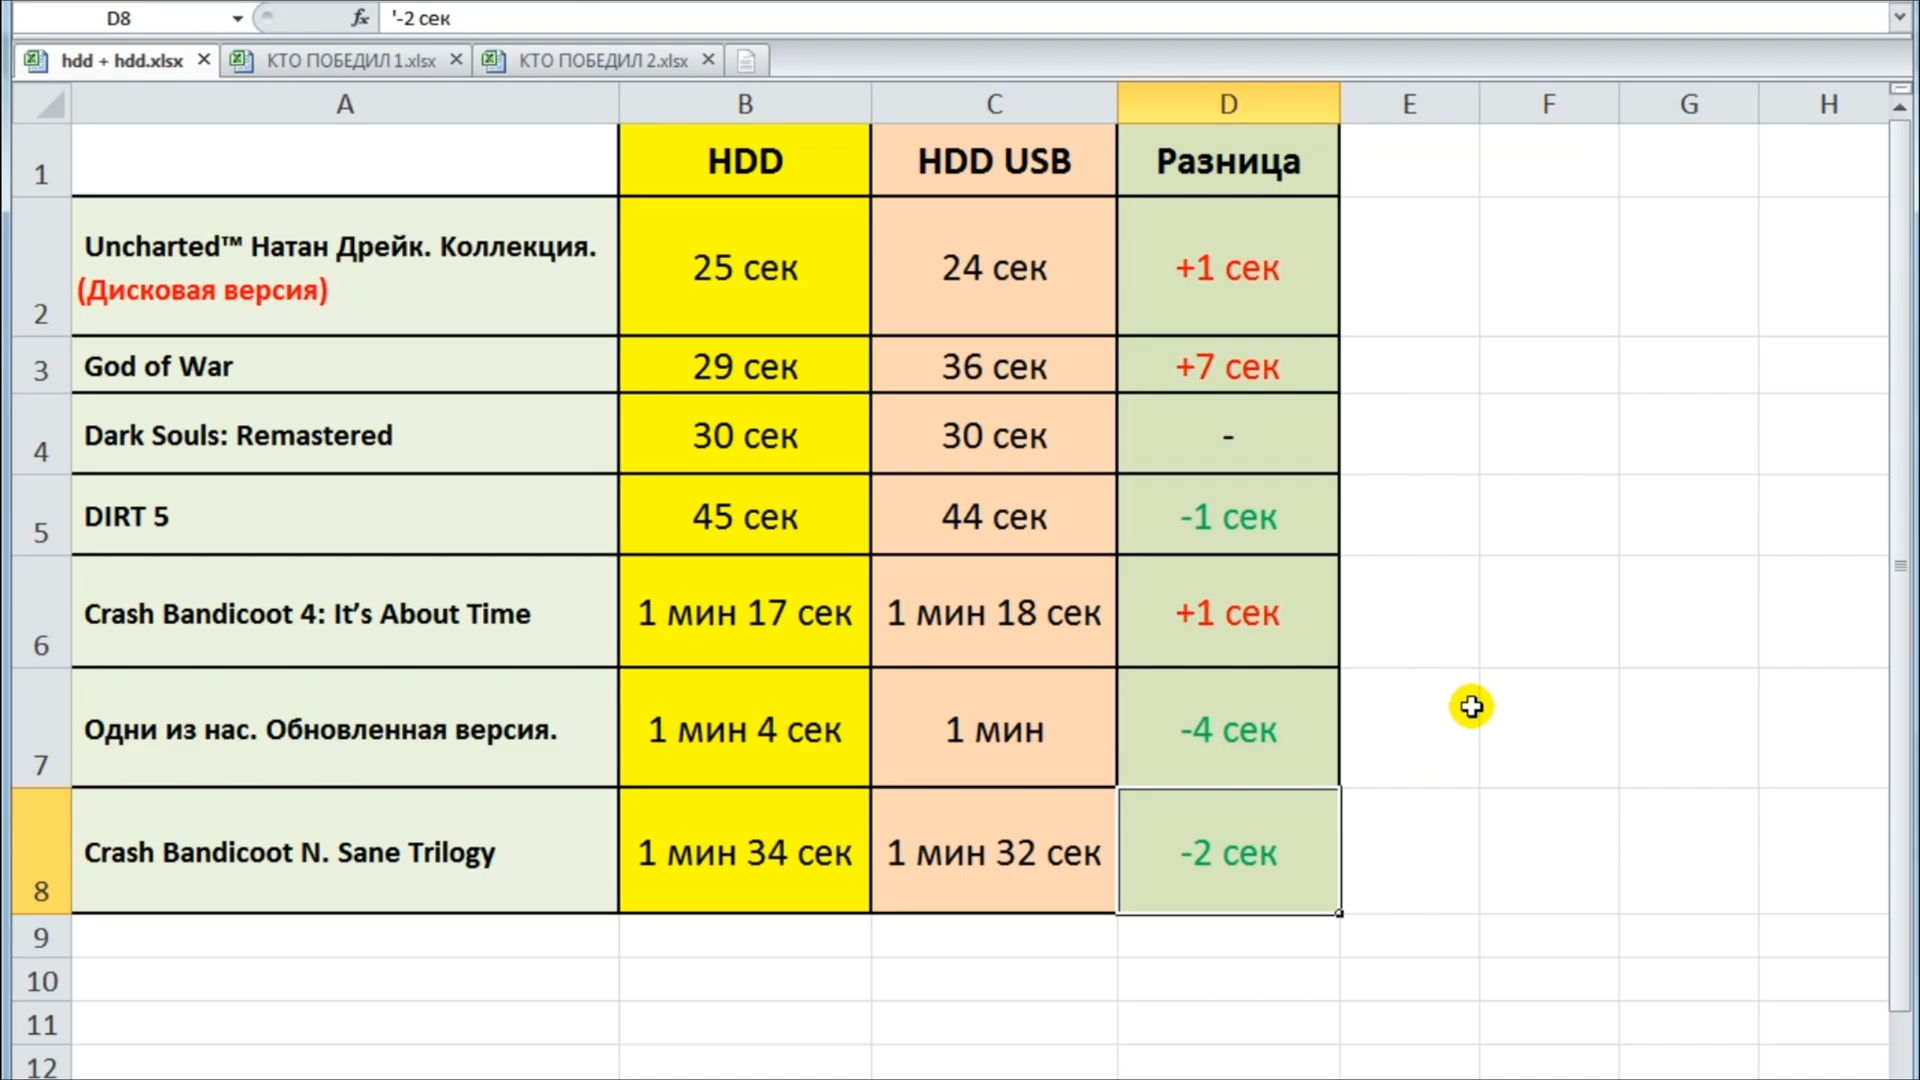 D8 fx '-2 сек
hdd + hdd.xlsx КТО ПОБЕДИЛ 1.xlsx КТО ПОБЕДИЛ 2.xlsx
A B C D E F G H
1 HDD HDD USB Разница
Uncharted™ Натан Дрейк. Коллекция.
(Дисковая версия)
2 25 сек 24 сек +1 сек
3 God of War 29 сек 36 сек +7 сек
4 Dark Souls: Remastered 30 сек 30 сек -
5 DIRT 5 45 сек 44 сек -1 сек
6 Crash Bandicoot 4: It’s About Time 1 мин 17 сек 1 мин 18 сек +1 сек
7 Одни из нас. Обновленная версия. 1 мин 4 сек 1 мин -4 сек
8 Crash Bandicoot N. Sane Trilogy 1 мин 34 сек 1 мин 32 сек -2 сек
9
10
11
12